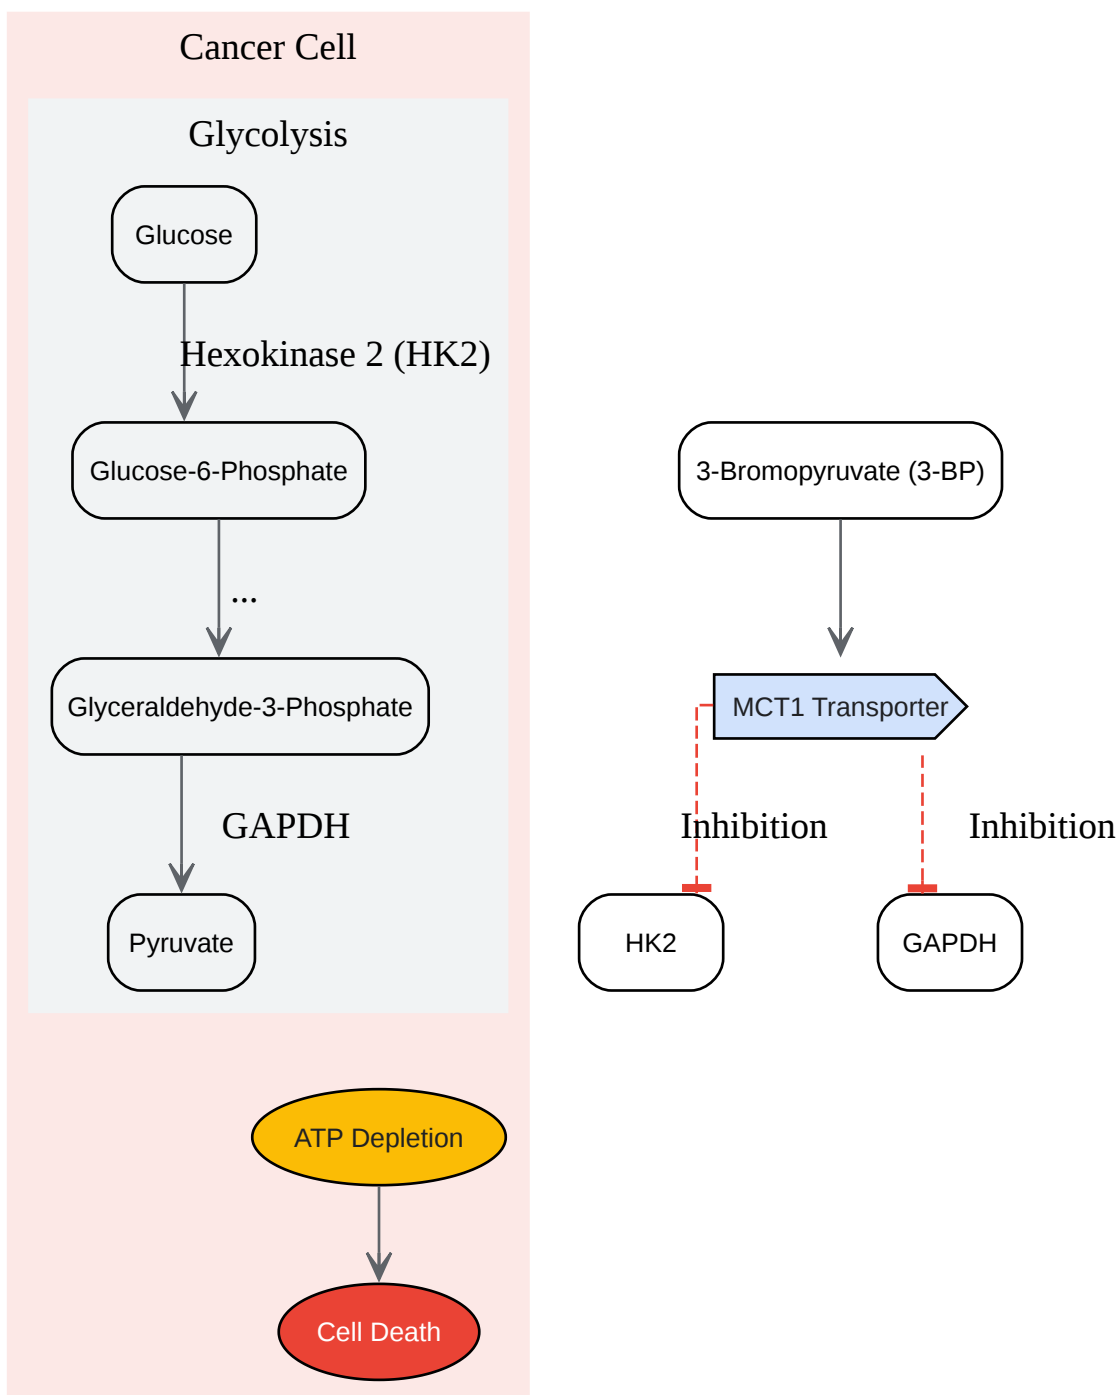 Cancer Cell
Glycolysis
Glucose
Hexokinase 2 (HK2)
Glucose-6-Phosphate
...
Glyceraldehyde-3-Phosphate
GAPDH
Pyruvate
ATP Depletion
Cell Death
3-Bromopyruvate (3-BP)
MCT1 Transporter
Inhibition
Inhibition
HK2
GAPDH